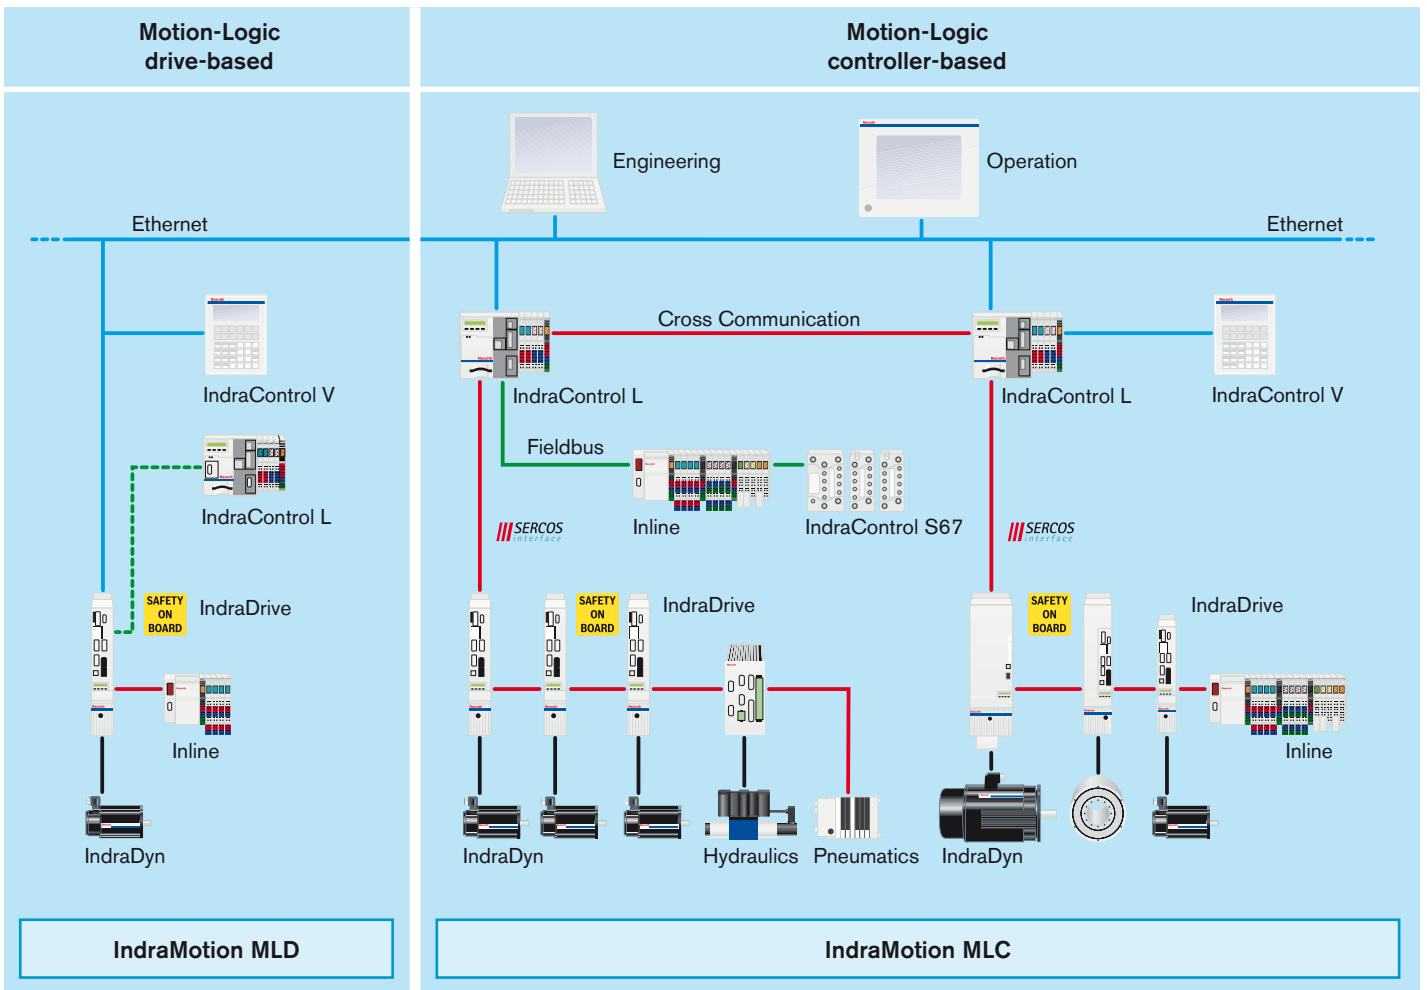 Motion-Logic
drive-based
Motion-Logic
controller-based
Engineering
Operation
Ethernet
Ethernet
Cross Communication
IndraControl V
IndraControl L
IndraControl L
IndraControl V
Fieldbus
IndraControl L
Inline
IndraControl S67
SERCOS
interface
SERCOS
interface
SAFETY
ON
BOARD
IndraDrive
SAFETY
ON
BOARD
IndraDrive
SAFETY
ON
BOARD
IndraDrive
Inline
Inline
IndraDyn
IndraDyn
Hydraulics
Pneumatics
IndraDyn
IndraMotion MLD
IndraMotion MLC